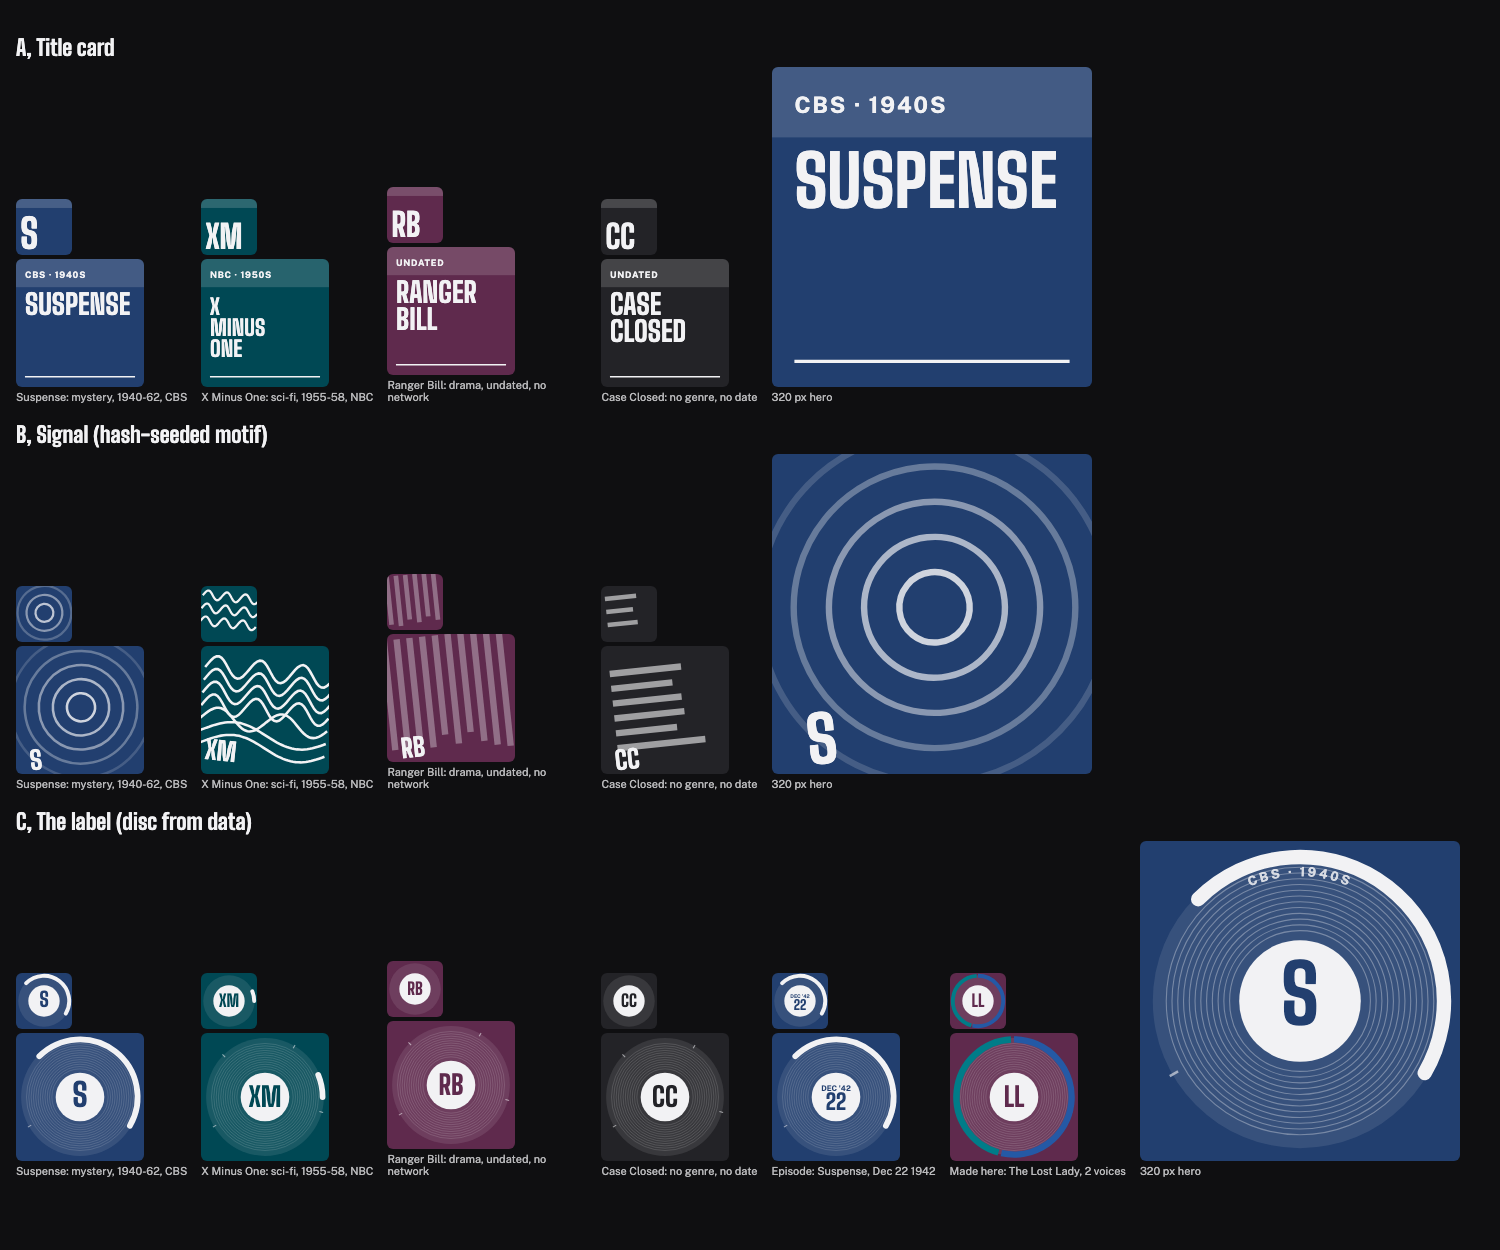 A, Title card
CBS · 1940S
SUSPENSE
S
XM
RB
CC
CBS · 1940S
SUSPENSE
NBC · 1950S
X
MINUS
ONE
UNDATED
RANGER
BILL
UNDATED
CASE
CLOSED
Suspense: mystery, 1940-62, CBS
X Minus One: sci-fi, 1955-58, NBC
Ranger Bill: drama, undated, no
network
Case Closed: no genre, no date
320 px hero
B, Signal (hash-seeded motif)
S
XM
RB
CC
S
Suspense: mystery, 1940-62, CBS
X Minus One: sci-fi, 1955-58, NBC
Ranger Bill: drama, undated, no
network
Case Closed: no genre, no date
320 px hero
C, The label (disc from data)
CBS · 1940S
S
S
XM
RB
CC
DEC '42
22
LL
S
XM
RB
CC
DEC '42
22
LL
Suspense: mystery, 1940-62, CBS
X Minus One: sci-fi, 1955-58, NBC
Ranger Bill: drama, undated, no
network
Case Closed: no genre, no date
Episode: Suspense, Dec 22 1942
Made here: The Lost Lady, 2 voices
320 px hero